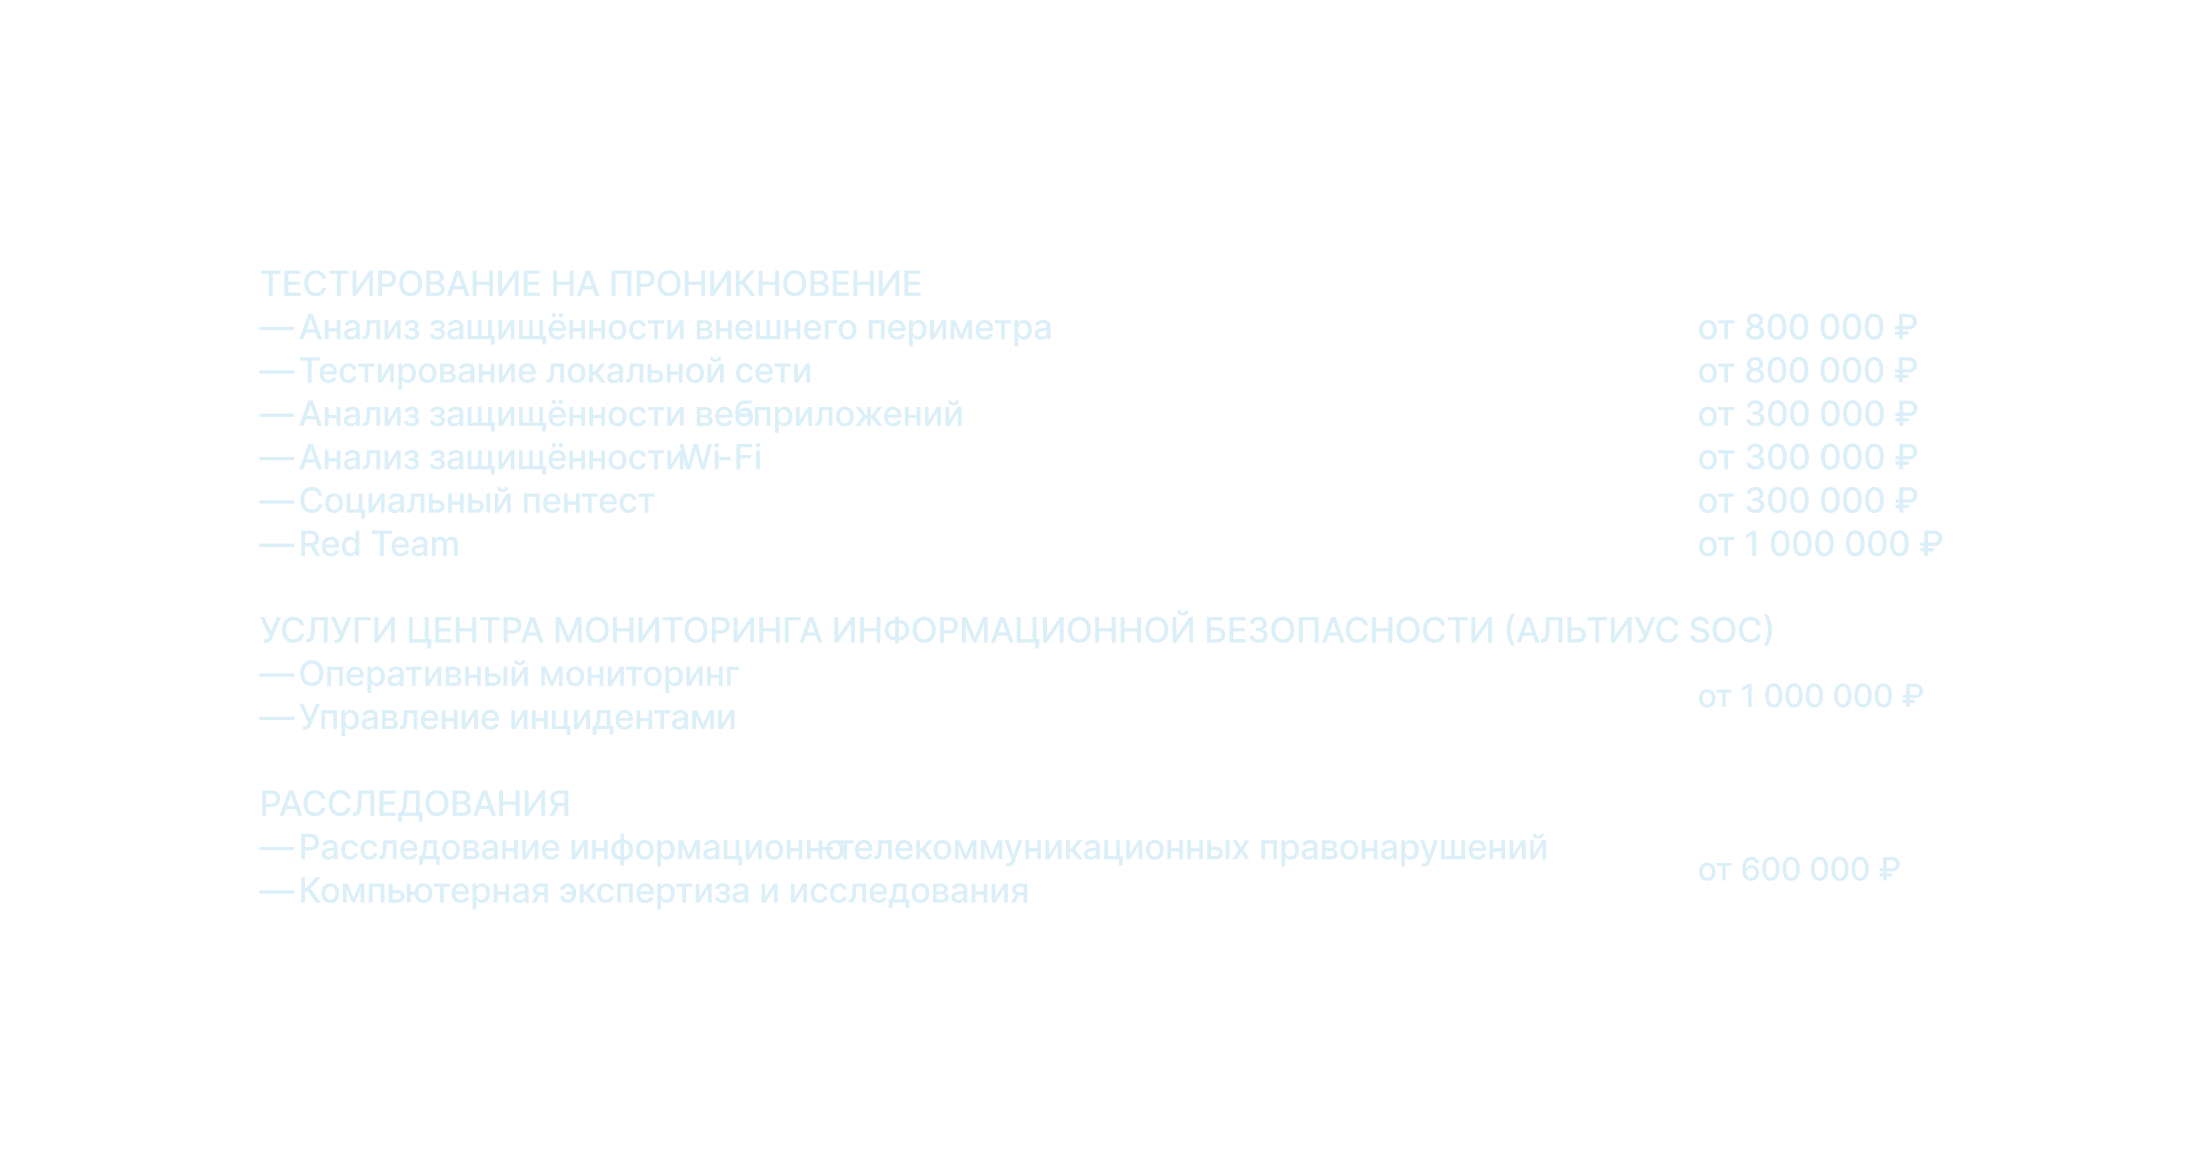 ТЕСТИРОВАНИЕ НА ПРОНИКНОВЕНИЕ
— Анализ защищённости внешнего периметра от 800 000 ₽
— Тестирование локальной сети от 800 000 ₽
— Анализ защищённости веб-приложений от 300 000 ₽
— Анализ защищённости Wi-Fi от 300 000 ₽
— Социальный пентест от 300 000 ₽
— Red Team от 1 000 000 ₽
УСЛУГИ ЦЕНТРА МОНИТОРИНГА ИНФОРМАЦИОННОЙ БЕЗОПАСНОСТИ (АЛЬТИУС SOC)
— Оперативный мониторинг
от 1 000 000 ₽
— Управление инцидентами
РАССЛЕДОВАНИЯ
— Расследование информационно-телекоммуникационных правонарушений
от 600 000 ₽
— Компьютерная экспертиза и исследования